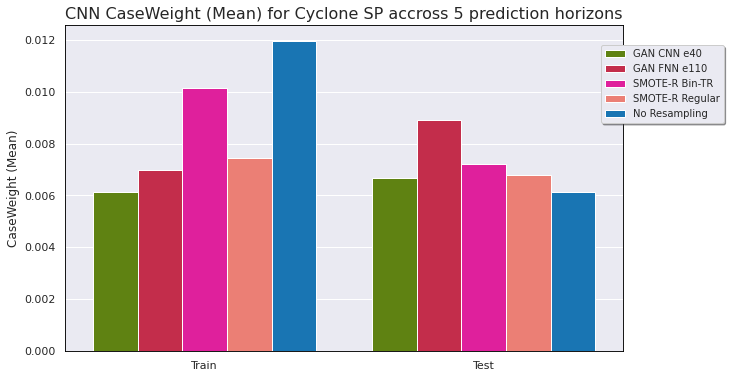 CNN CaseWeight (Mean) for Cyclone SP accross 5 prediction horizons
CaseWeight (Mean)
0.012
0.010
0.008
0.006
0.004
0.002
0.000
Train
Test
GAN CNN e40
GAN FNN e110
SMOTE-R Bin-TR
SMOTE-R Regular
No Resampling